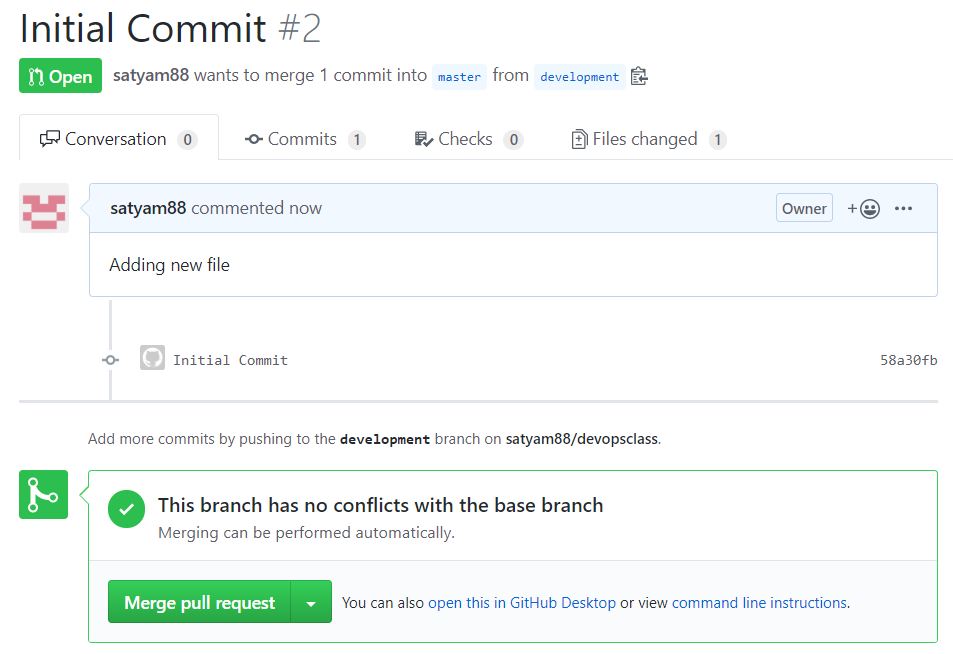 Initial Commit #2
Open satyam88 wants to merge 1 commit into master from development
Conversation 0 Commits 1 Checks 0 Files changed 1
satyam88 commented now Owner + ...
Adding new file
Initial Commit 58a30fb
Add more commits by pushing to the development branch on satyam88/devopsclass.
This branch has no conflicts with the base branch
Merging can be performed automatically.
Merge pull request You can also open this in GitHub Desktop or view command line instructions.